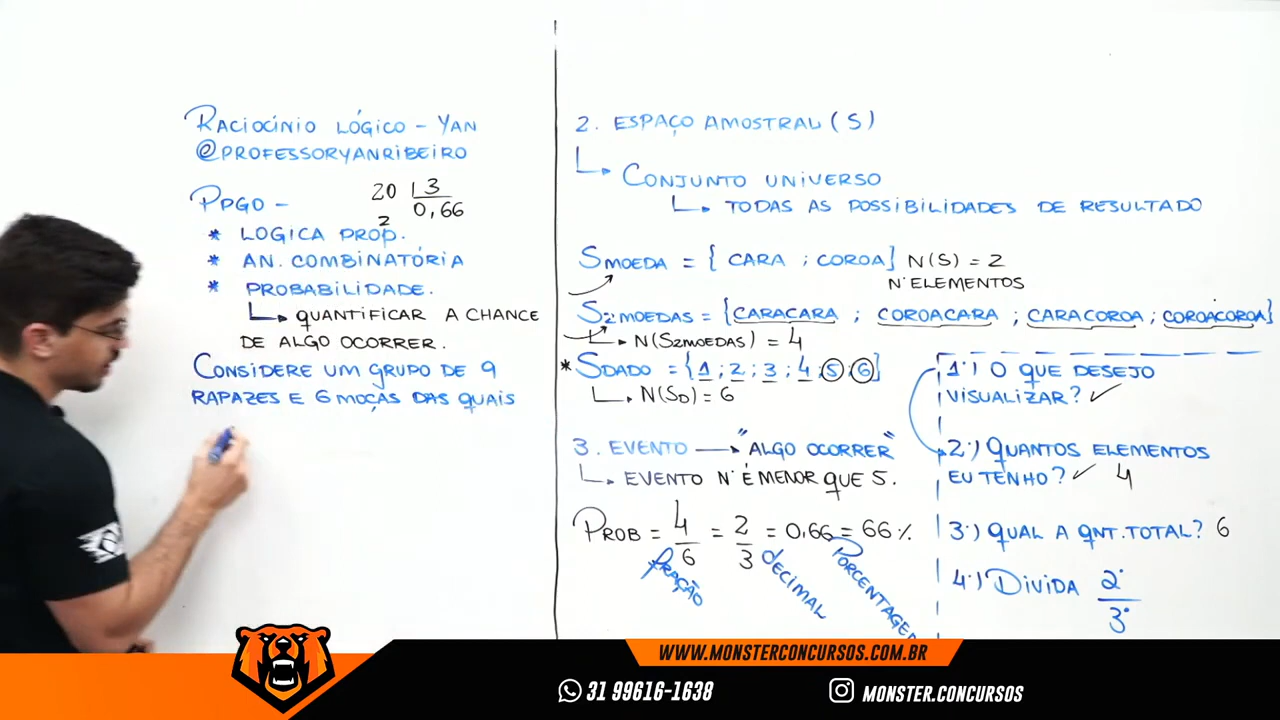 RACIOCÍNIO LÓGICO - YAN
@PROFESSORYANRIBEIRO
PPGO -
20 3
2 0,66
* LOGICA PROP.
* AN. COMBINATÓRIA
* PROBABILIDADE.
QUANTIFICAR A CHANCE
DE ALGO OCORRER.
CONSIDERE UM GRUPO DE 9
RAPAZES E 6 MOÇAS DAS QUAIS
2. ESPAÇO AMOSTRAL (S)
CONJUNTO UNIVERSO
TODAS AS POSSIBILIDADES DE RESULTADO
SMOEDA = { CARA ; COROA} N(S) = 2
N° ELEMENTOS
S2MOEDAS = {CARACARA ; COROACARA ; CARACOROA ; COROACOROA}
N(S2MOEDAS) = 4
* SDADO = {1 ; 2 ; 3 ; 4 ; 5 ; 6}
N(SD) = 6
3. EVENTO → "ALGO OCORRER"
EVENTO N° É MENOR QUE 5.
PROB = 4/6 = 2/3 = 0,66 = 66%
FRAÇÃO DECIMAL PORCENTAGEM
1°) O QUE DESEJO
VISUALIZAR? ✓
2°) QUANTOS ELEMENTOS
EU TENHO? ✓ 4
3°) QUAL A QNT. TOTAL? 6
4°) DIVIDA 2°/3°
WWW.MONSTERCONCURSOS.COM.BR
31 99616-1638 MONSTER.CONCURSOS